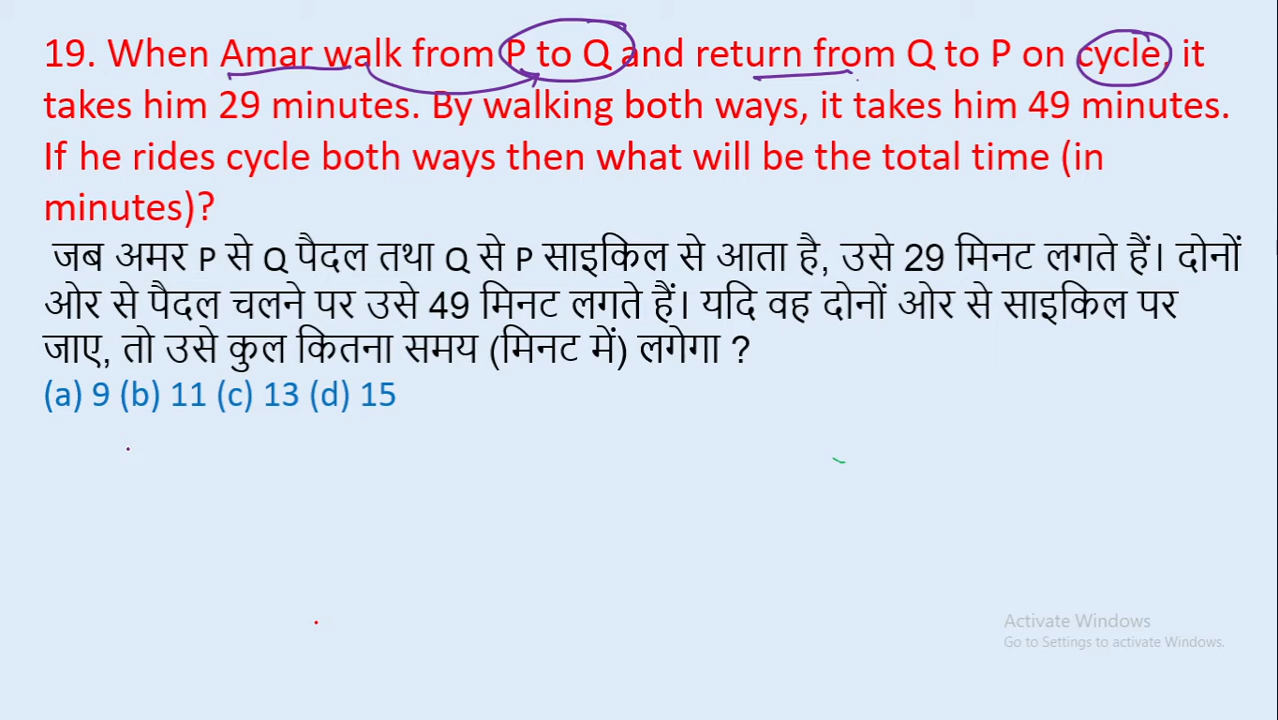 19. When Amar walk from P to Q and return from Q to P on cycle, it
takes him 29 minutes. By walking both ways, it takes him 49 minutes.
If he rides cycle both ways then what will be the total time (in
minutes)?
जब अमर P से Q पैदल तथा Q से P साइकिल से आता है, उसे 29 मिनट लगते हैं। दोनों
ओर से पैदल चलने पर उसे 49 मिनट लगते हैं। यदि वह दोनों ओर से साइकिल पर
जाए, तो उसे कुल कितना समय (मिनट में) लगेगा ?
(a) 9 (b) 11 (c) 13 (d) 15
Activate Windows
Go to Settings to activate Windows.